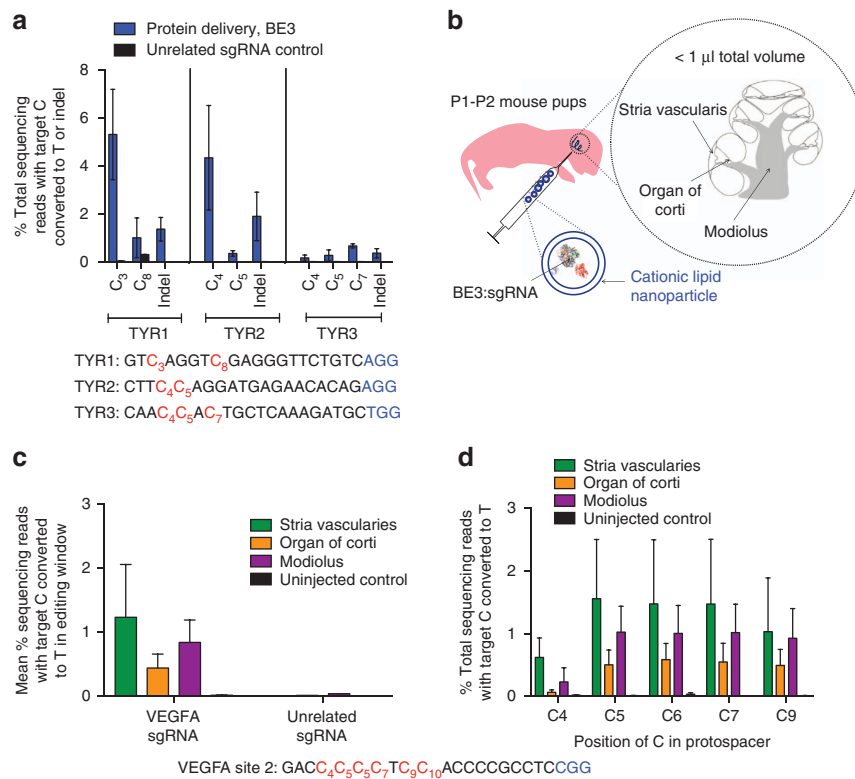 a
Protein delivery, BE3
Unrelated sgRNA control
% Total sequencing
reads with target C
converted to T or indel
8
6
4
2
0
C3
C8
Indel
C4
C5
Indel
C4
C5
C7
Indel
TYR1
TYR2
TYR3
TYR1: GTC3AGGTC8GAGGGTTCTGTCAGG
TYR2: CTTC4C5AGGATGAGAACACAGAGG
TYR3: CAAC4C5AC7TGCTCAAAGATGCTGG
b
< 1 µl total volume
P1-P2 mouse pups
Stria vascularis
Organ of
corti
Modiolus
BE3:sgRNA
Cationic lipid
nanoparticle
c
Mean % sequencing reads
with target C converted
to T in editing window
3
2
1
0
Stria vascularies
Organ of corti
Modiolus
Uninjected control
VEGFA
sgRNA
Unrelated
sgRNA
d
Stria vascularies
Organ of corti
Modiolus
Uninjected control
% Total sequencing reads
with target C converted to T
3
2
1
0
C4
C5
C6
C7
C9
Position of C in protospacer
VEGFA site 2: GACC4C5C5C7TC9C10ACCCCGCCTCCGG